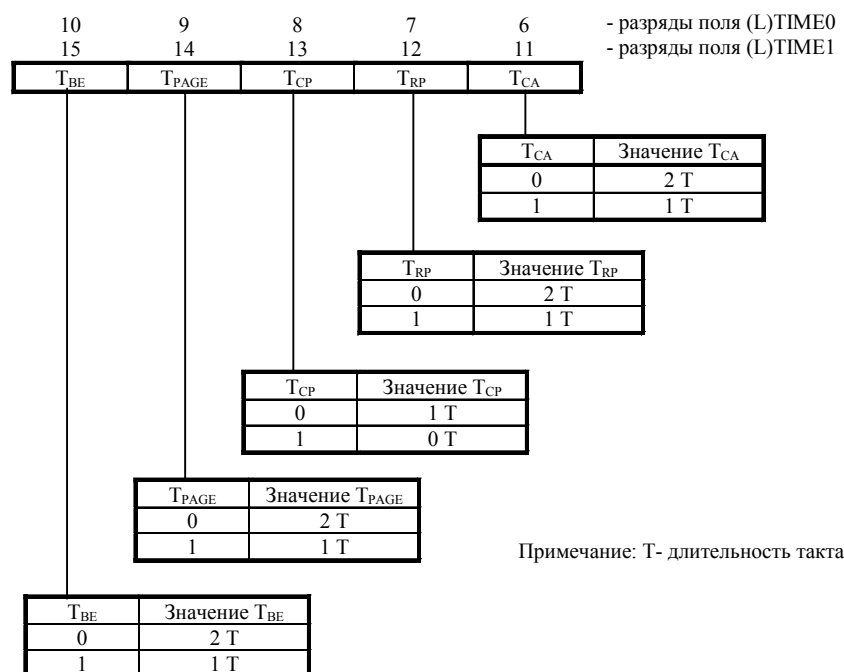 10 9 8 7 6 - разряды поля (L)TIME0
15 14 13 12 11 - разряды поля (L)TIME1
TBE TPAGE TCP TRP TCA
TCA Значение TCA
0 2 T
1 1 T
TRP Значение TRP
0 2 T
1 1 T
TCP Значение TCP
0 1 T
1 0 T
TPAGE Значение TPAGE
0 2 T
1 1 T
Примечание: T- длительность такта
TBE Значение TBE
0 2 T
1 1 T